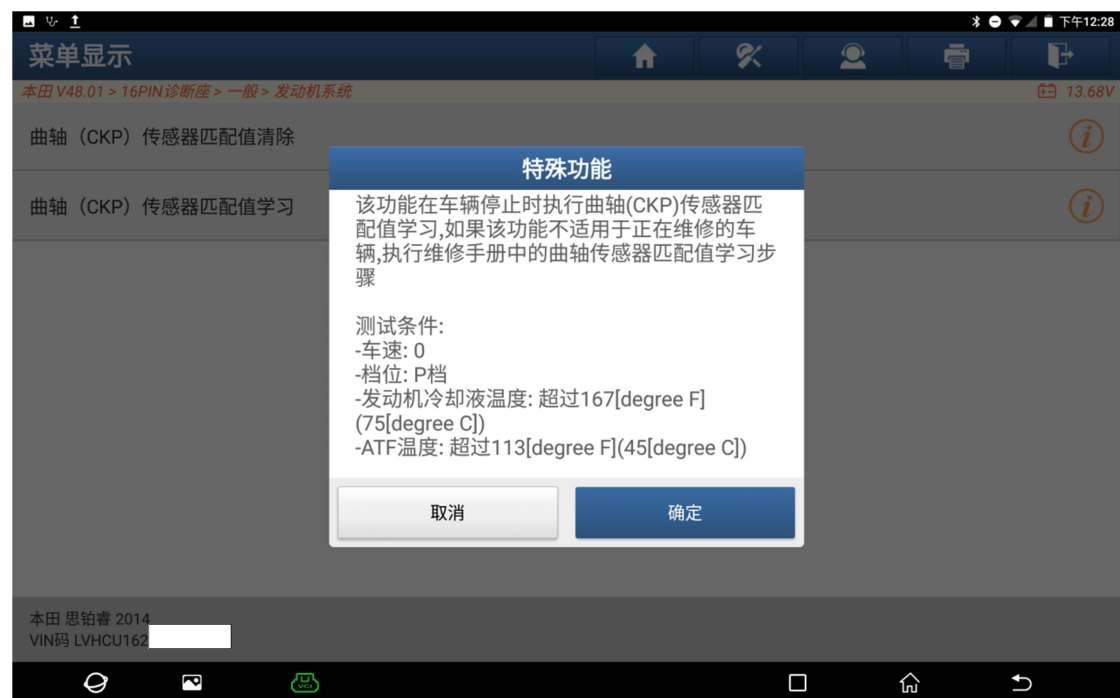 下午12:28
菜单显示
本田 V48.01 > 16PIN诊断座 > 一般 > 发动机系统
13.68V
曲轴（CKP）传感器匹配值清除
曲轴（CKP）传感器匹配值学习
特殊功能
该功能在车辆停止时执行曲轴(CKP)传感器匹
配值学习,如果该功能不适用于正在维修的车
辆,执行维修手册中的曲轴传感器匹配值学习步
骤
测试条件:
-车速: 0
-档位: P档
-发动机冷却液温度: 超过167[degree F]
(75[degree C])
-ATF温度: 超过113[degree F](45[degree C])
取消
确定
本田 思铂睿 2014
VIN码 LVHCU162
VCI